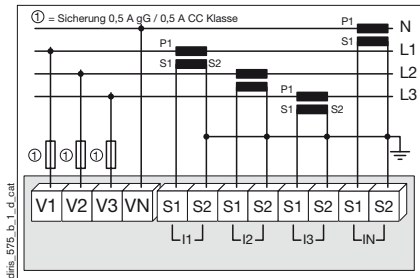 ① = Sicherung 0,5 A gG / 0,5 A CC Klasse
P1 N
S1
P1 L1
S1 S2
L2
P1 L3
S1 S2
① ① ①
V1 V2 V3 VN S1 S2 S1 S2 S1 S2 S1 S2
I1 I2 I3 IN
diris_575_b_1_d_cat